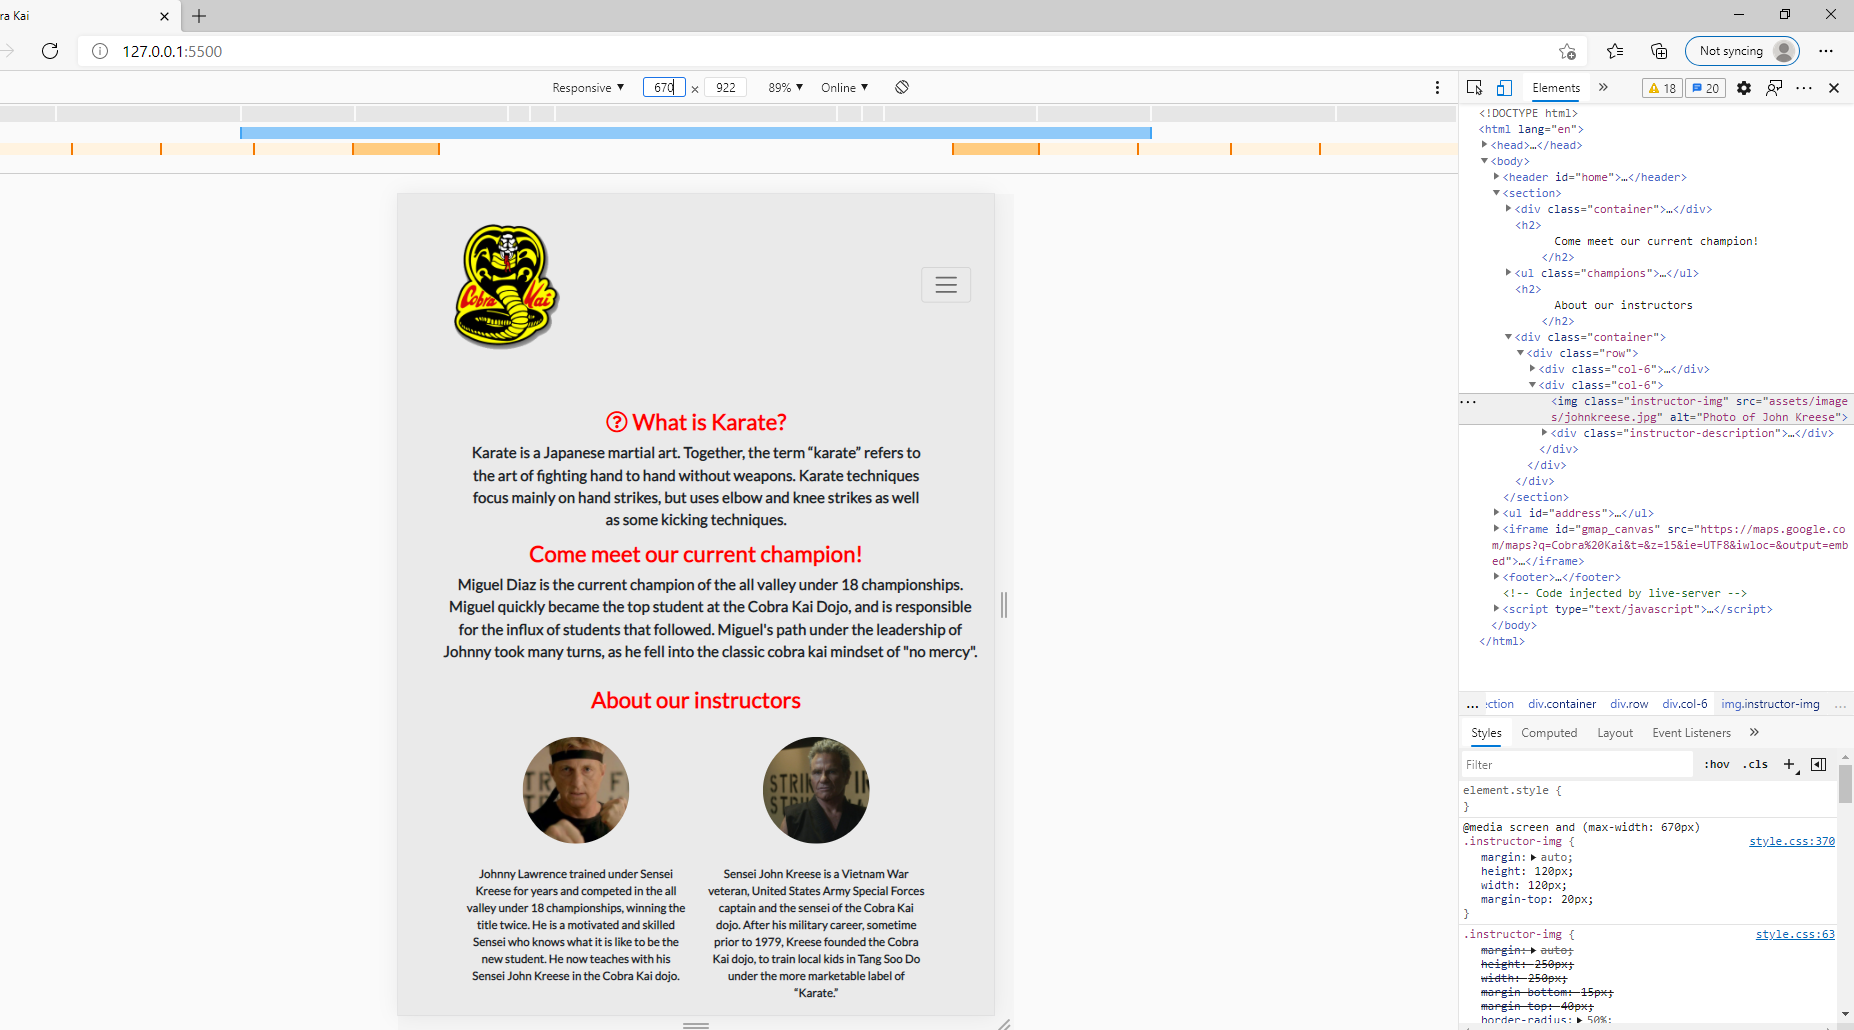 ra Kai
127.0.0.1:5500
Not syncing
Responsive ▼ 670 × 922 89% ▼ Online ▼
Elements » 18 20
<!DOCTYPE html>
<html lang="en">
<head>…</head>
<body>
<header id="home">…</header>
<section>
<div class="container">…</div>
<h2>
Come meet our current champion!
</h2>
<ul class="champions">…</ul>
<h2>
About our instructors
</h2>
<div class="container">
<div class="row">
<div class="col-6">…</div>
<div class="col-6">
<img class="instructor-img" src="assets/image
s/johnkreese.jpg" alt="Photo of John Kreese">
<div class="instructor-description">…</div>
</div>
</div>
</div>
</section>
<ul id="address">…</ul>
<iframe id="gmap_canvas" src="https://maps.google.co
m/maps?q=Cobra%20Kai&t=&z=15&ie=UTF8&iwloc=&output=emb
ed">…</iframe>
<footer>…</footer>
<!-- Code injected by live-server -->
<script type="text/javascript">…</script>
</body>
</html>
Cobra Kai
What is Karate?
Karate is a Japanese martial art. Together, the term “karate” refers to
the art of fighting hand to hand without weapons. Karate techniques
focus mainly on hand strikes, but uses elbow and knee strikes as well
as some kicking techniques.
Come meet our current champion!
Miguel Diaz is the current champion of the all valley under 18 championships.
Miguel quickly became the top student at the Cobra Kai Dojo, and is responsible
for the influx of students that followed. Miguel's path under the leadership of
Johnny took many turns, as he fell into the classic cobra kai mindset of "no mercy".
About our instructors
STRIKE
STRIKE FIR
Johnny Lawrence trained under Sensei
Kreese for years and competed in the all
valley under 18 championships, winning the
title twice. He is a motivated and skilled
Sensei who knows what it is like to be the
new student. He now teaches with his
Sensei John Kreese in the Cobra Kai dojo.
Sensei John Kreese is a Vietnam War
veteran, United States Army Special Forces
captain and the sensei of the Cobra Kai
dojo. After his military career, sometime
prior to 1979, Kreese founded the Cobra
Kai dojo, to train local kids in Tang Soo Do
under the more marketable label of
“Karate.”
... ection div.container div.row div.col-6 img.instructor-img ...
Styles Computed Layout Event Listeners »
Filter :hov .cls +
element.style {
}
@media screen and (max-width: 670px)
.instructor-img { style.css:370
margin: auto;
height: 120px;
width: 120px;
margin-top: 20px;
}
.instructor-img { style.css:63
margin: auto;
height: 250px;
width: 250px;
margin-bottom: 15px;
margin-top: 40px;
border-radius: 50%;